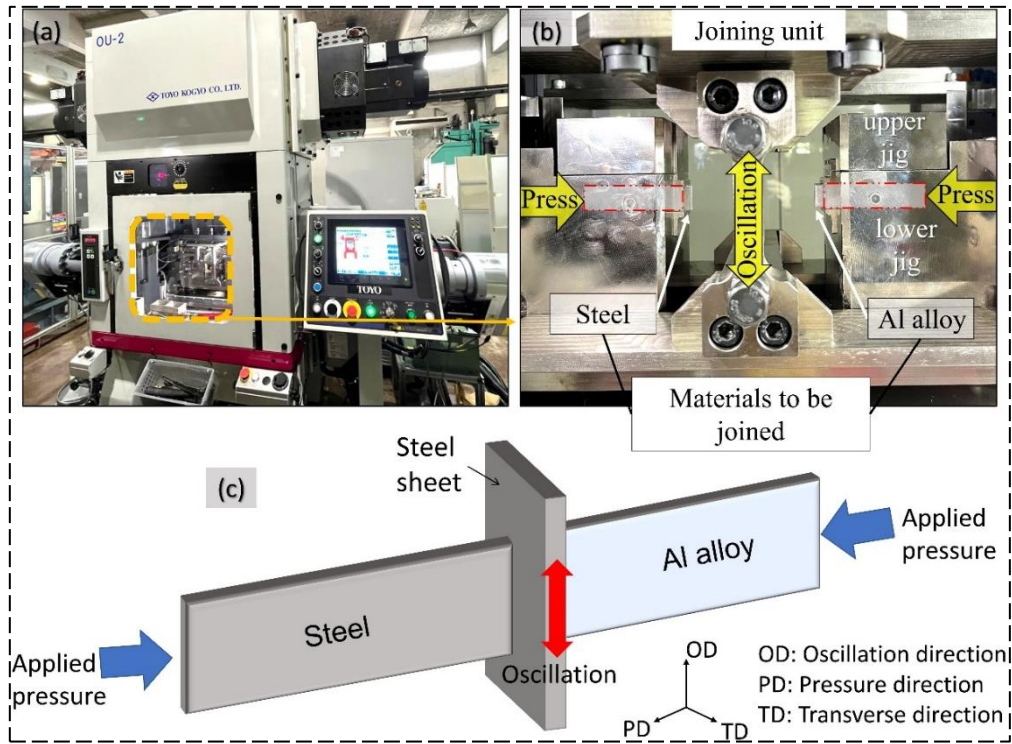 (a)
OU-2
TOYO KOGYO CO., LTD.
TOYO
(b)
Joining unit
upper
jig
Press
Oscillation
Press
lower
jig
Steel
Al alloy
Materials to be
joined
(c)
Steel
sheet
Steel
Al alloy
Applied
pressure
Applied
pressure
Oscillation
OD
PD
TD
OD: Oscillation direction
PD: Pressure direction
TD: Transverse direction